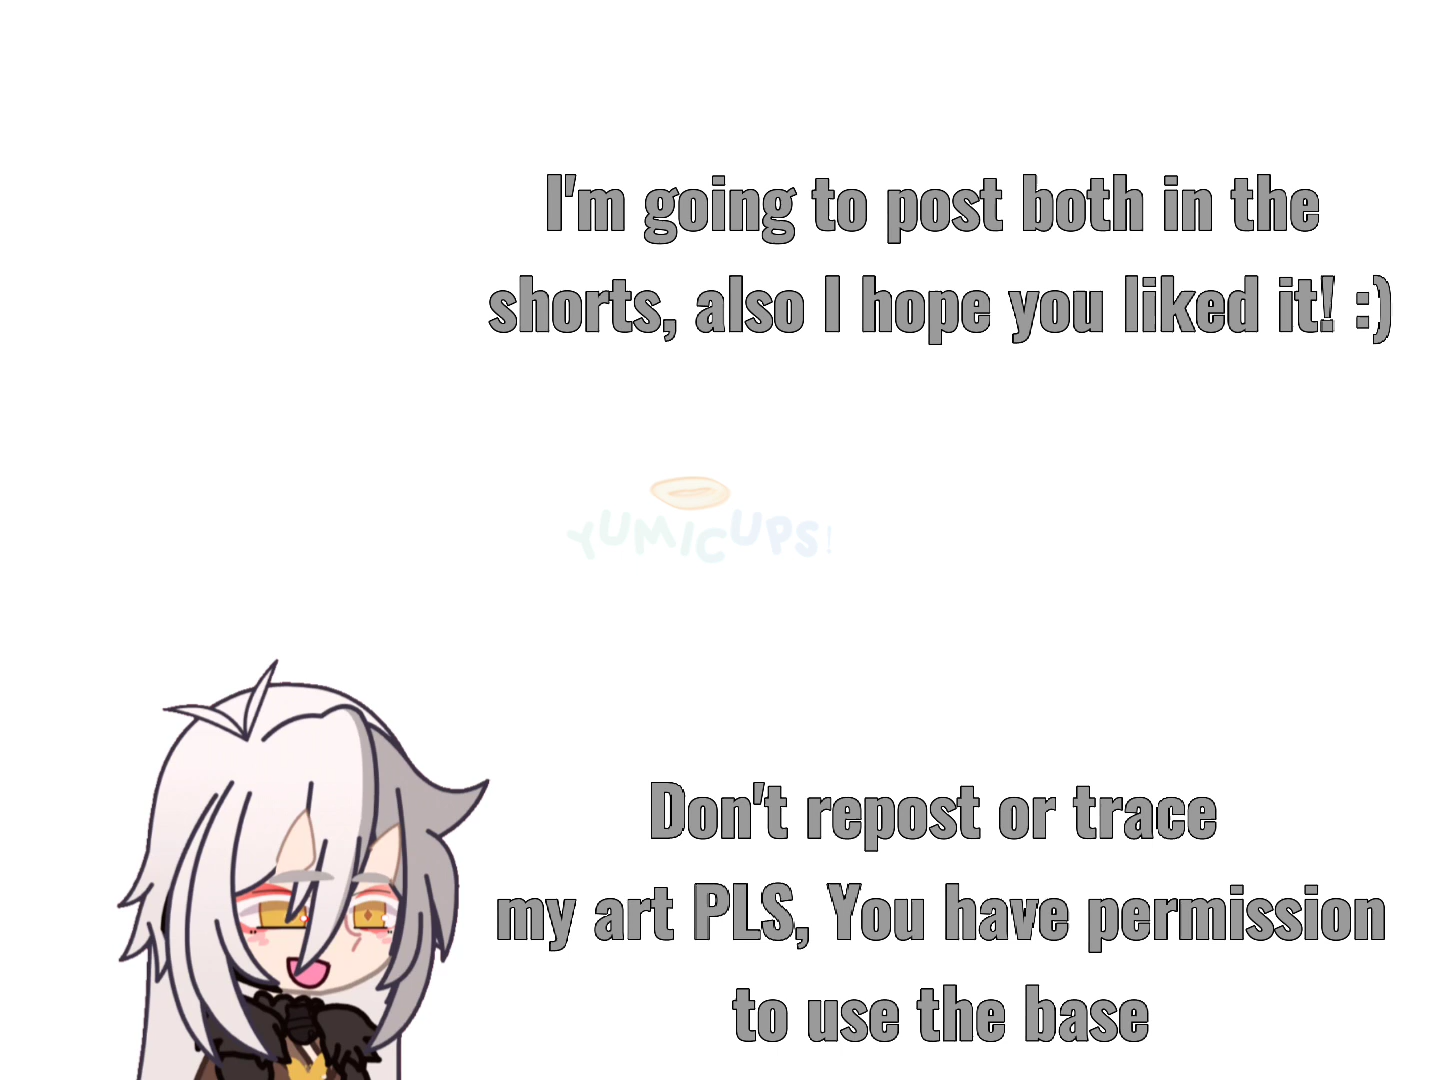 I'm going to post both in the
shorts, also I hope you liked it! :)
YUMICUPS!
Don't repost or trace
my art PLS, You have permission
to use the base